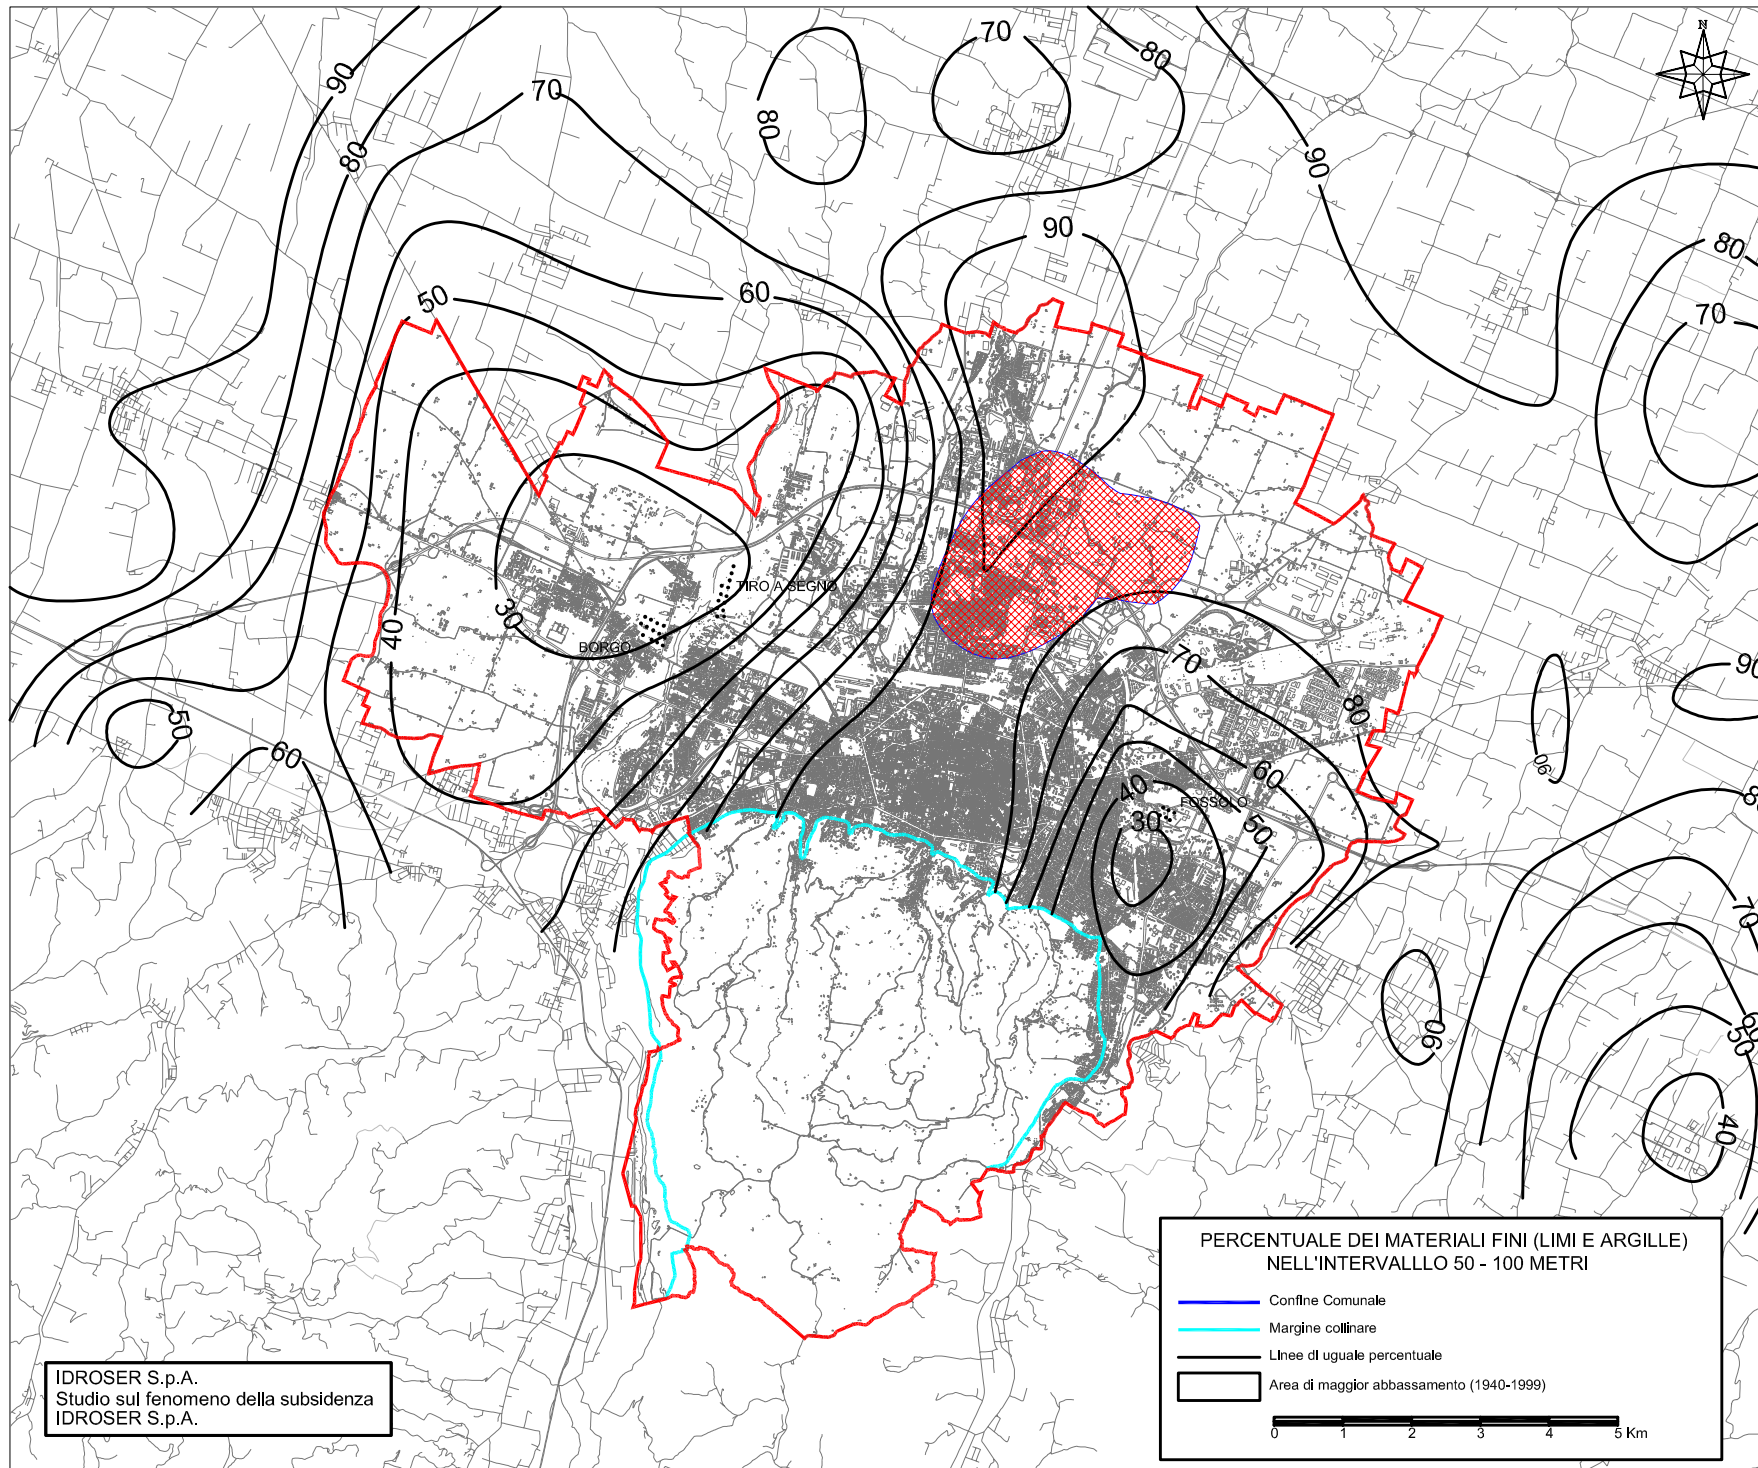 N
70
80
90
70
80
80
90
90
80
60
50
70
TIRO A SEGNO
30
40
BORGO
70
90
80
50
60
60
90
40
FOSSOLO
8
30
50
70
90
60
50
40
PERCENTUALE DEI MATERIALI FINI (LIMI E ARGILLE)
NELL'INTERVALLLO 50 - 100 METRI
Confine Comunale
Margine collinare
Linee di uguale percentuale
Area di maggior abbassamento (1940-1999)
0 1 2 3 4 5 Km
IDROSER S.p.A.
Studio sul fenomeno della subsidenza
IDROSER S.p.A.